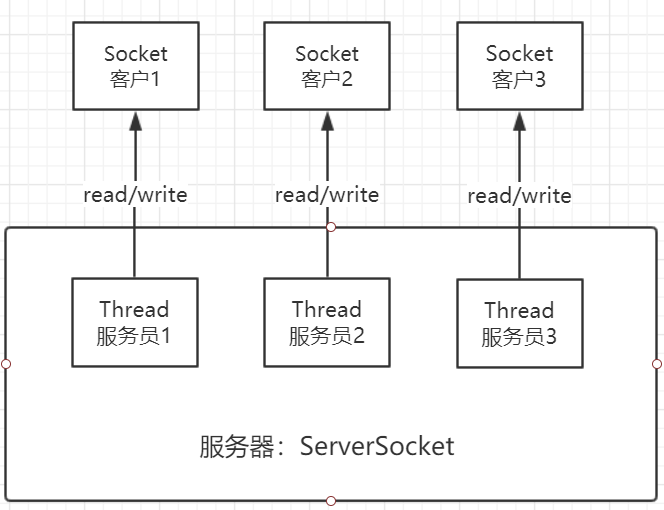 Socket
客户1
Socket
客户2
Socket
客户3
read/write
read/write
read/write
Thread
服务员1
Thread
服务员2
Thread
服务员3
服务器：ServerSocket